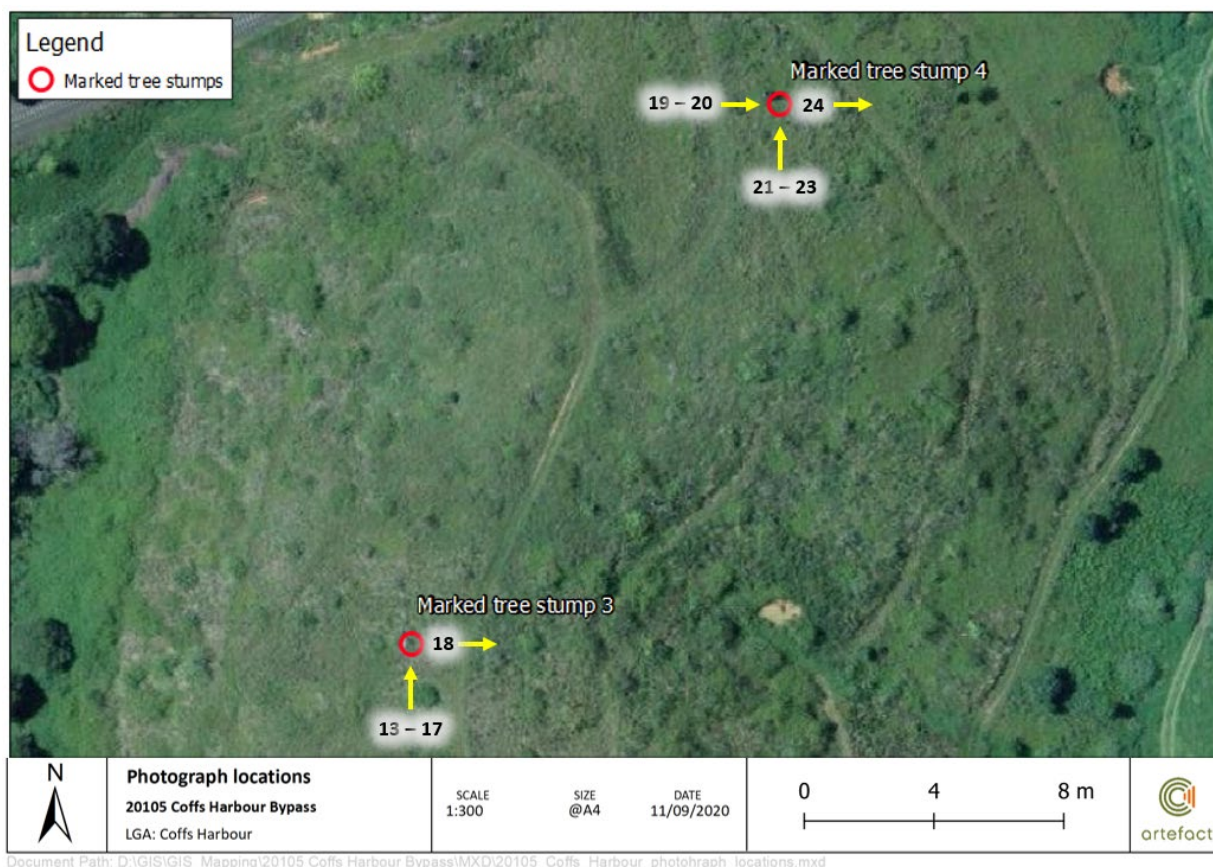 Legend
Marked tree stumps
Marked tree stump 4
19 – 20
24
21 – 23
Marked tree stump 3
18
13 – 17
N
Photograph locations
20105 Coffs Harbour Bypass
LGA: Coffs Harbour
SCALE
1:300
SIZE
@A4
DATE
11/09/2020
0 4 8 m
artefact
Document Path: D:\GIS\GIS_Mapping\20105 Coffs Harbour Bypass\MXD\20105_Coffs_Harbour_photohraph_locations.mxd